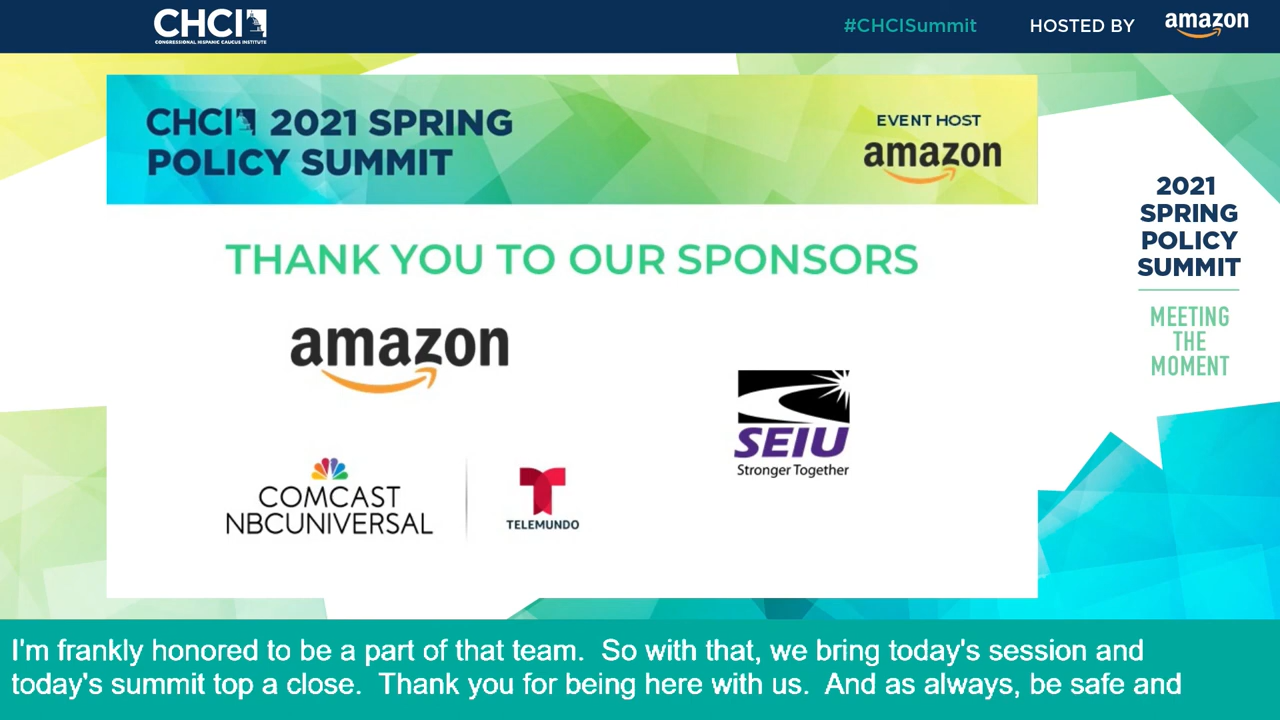 CHCI
CONGRESSIONAL HISPANIC CAUCUS INSTITUTE
#CHCISummit
HOSTED BY
amazon
CHCI 2021 SPRING
POLICY SUMMIT
EVENT HOST
amazon
THANK YOU TO OUR SPONSORS
amazon
SEIU
Stronger Together
COMCAST
NBCUNIVERSAL
TELEMUNDO
2021
SPRING
POLICY
SUMMIT
MEETING
THE
MOMENT
I'm frankly honored to be a part of that team.  So with that, we bring today's session and
today's summit top a close.  Thank you for being here with us.  And as always, be safe and